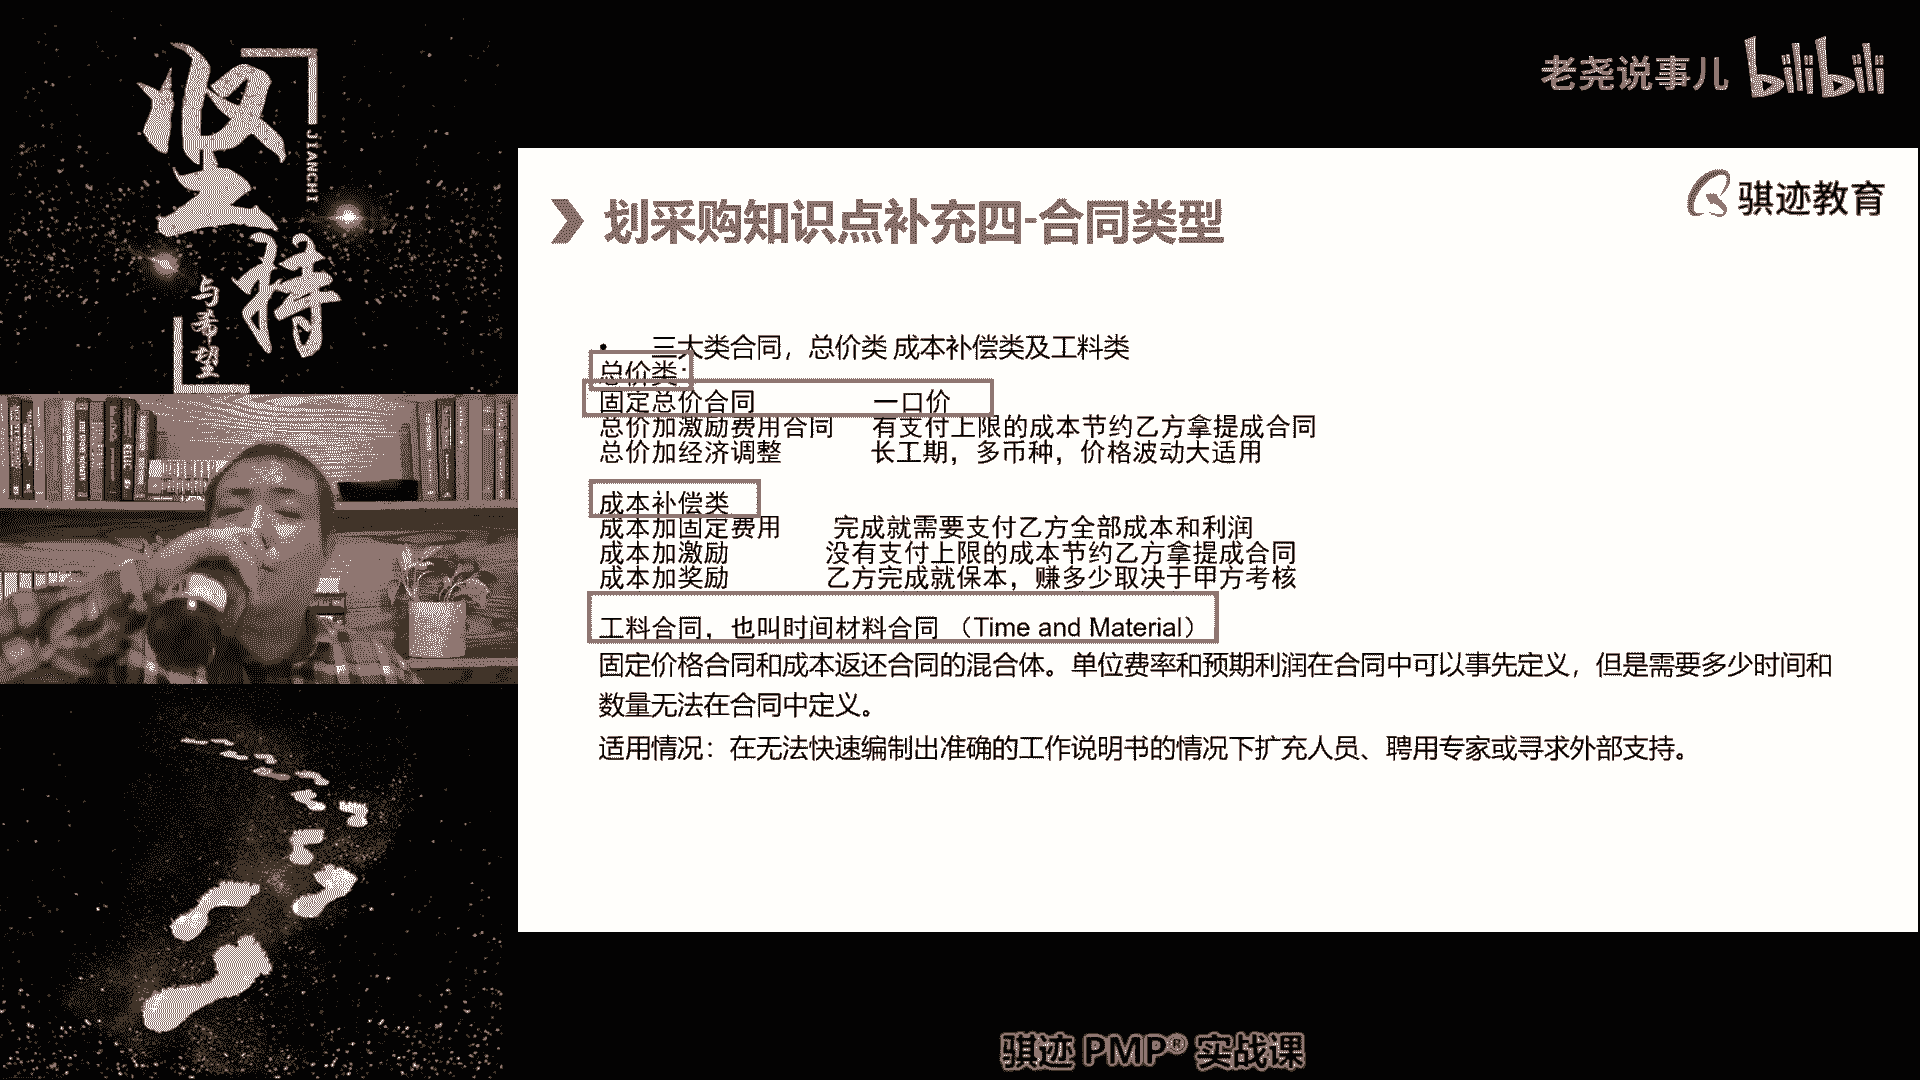 坚持
JIANCHI
与希望
老尧说事儿 bilibili
骐迹教育
划采购知识点补充四-合同类型
• 三大类合同，总价类 成本补偿类及工料类
总价类：
固定总价合同 一口价
总价加激励费用合同 有支付上限的成本节约乙方拿提成合同
总价加经济调整 长工期，多币种，价格波动大适用
成本补偿类
成本加固定费用 完成就需要支付乙方全部成本和利润
成本加激励 没有支付上限的成本节约乙方拿提成合同
成本加奖励 乙方完成就保本，赚多少取决于甲方考核
工料合同，也叫时间材料合同 （Time and Material）
固定价格合同和成本返还合同的混合体。单位费率和预期利润在合同中可以事先定义，但是需要多少时间和
数量无法在合同中定义。
适用情况：在无法快速编制出准确的工作说明书的情况下扩充人员、聘用专家或寻求外部支持。
骐迹 PMP® 实战课